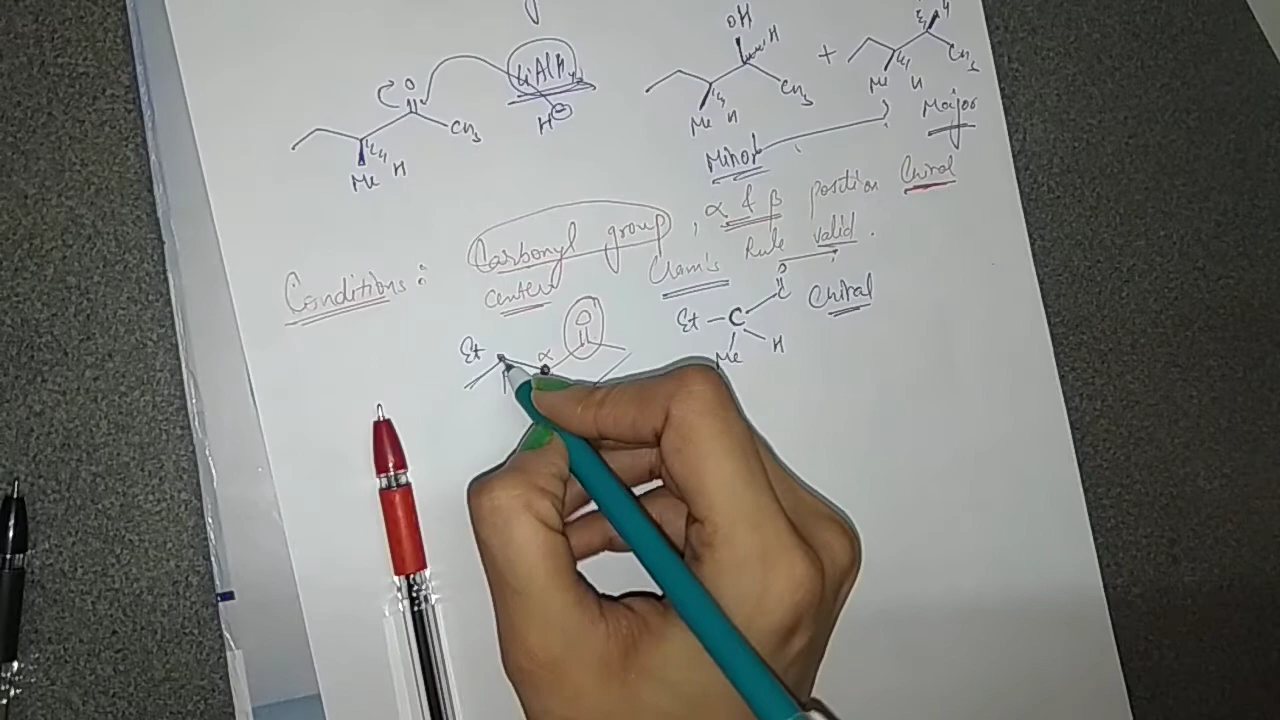 OH
H
O
LiAlH4
+
CH3
H⊖
CH3
CH3
Me H
Me H
Me H
Minor
Major
Carbonyl group, α & β position Chiral
Conditions: center Cram's Rule valid.
O
Et — C
C
Chiral
Me
H
Et
α
O